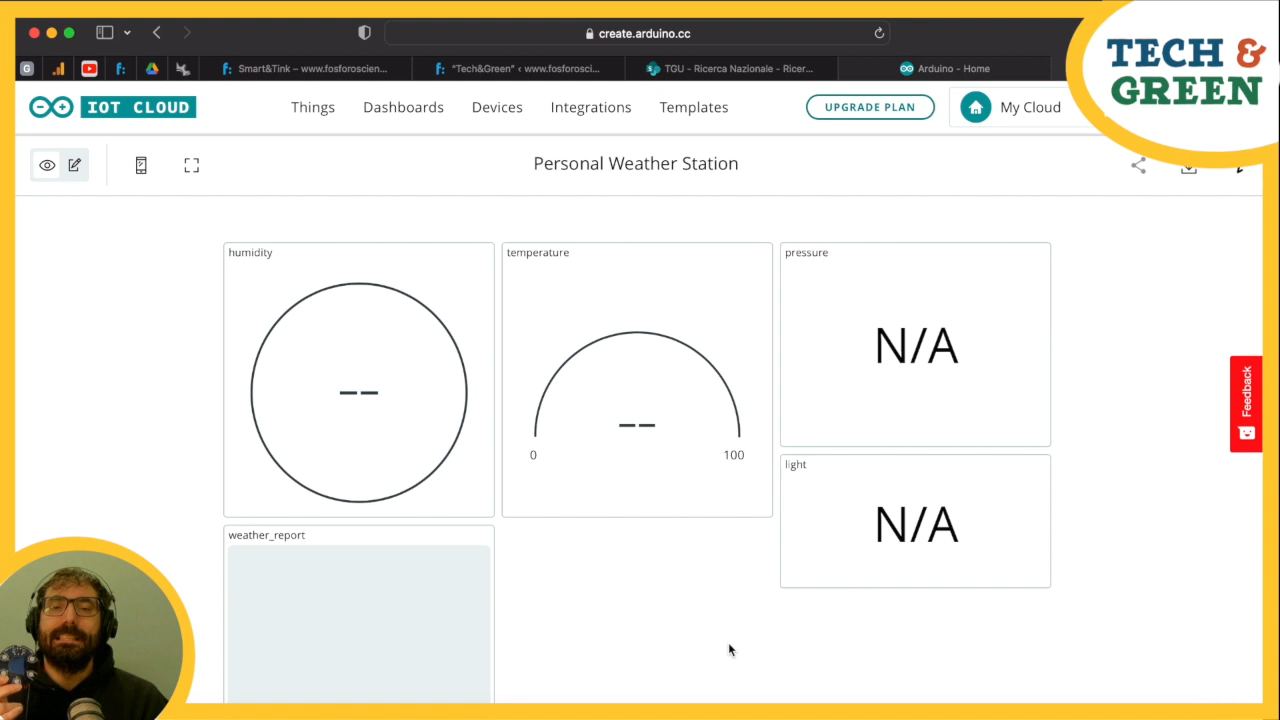 create.arduino.cc
TECH &
GREEN
G
f: Smart&Tink – www.fosforoscien...
f: "Tech&Green" ‹ www.fosforosci...
TGU - Ricerca Nazionale - Ricer...
Arduino - Home
IOT CLOUD
Things
Dashboards
Devices
Integrations
Templates
UPGRADE PLAN
My Cloud
Personal Weather Station
humidity
--
temperature
--
0
100
pressure
N/A
light
N/A
weather_report
Feedback